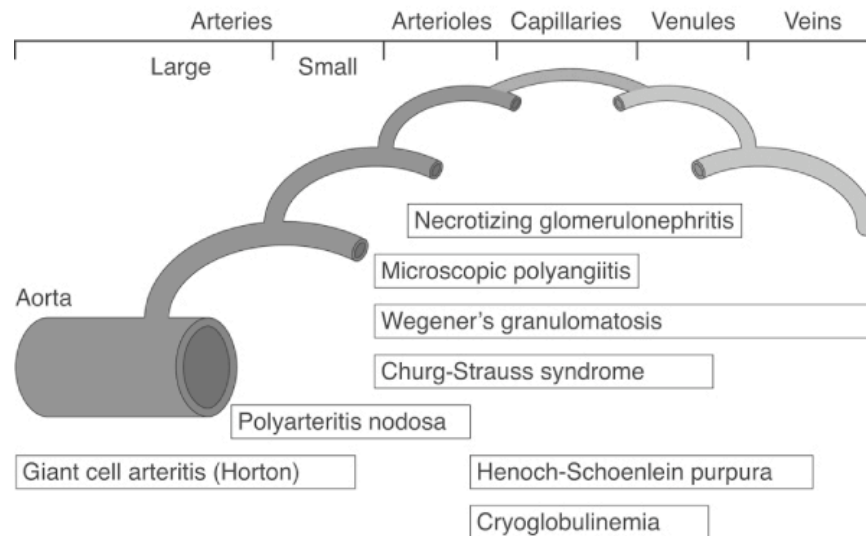 Arteries Arterioles Capillaries Venules Veins
Large Small
Necrotizing glomerulonephritis
Microscopic polyangiitis
Aorta
Wegener's granulomatosis
Churg-Strauss syndrome
Polyarteritis nodosa
Giant cell arteritis (Horton) Henoch-Schoenlein purpura
Cryoglobulinemia